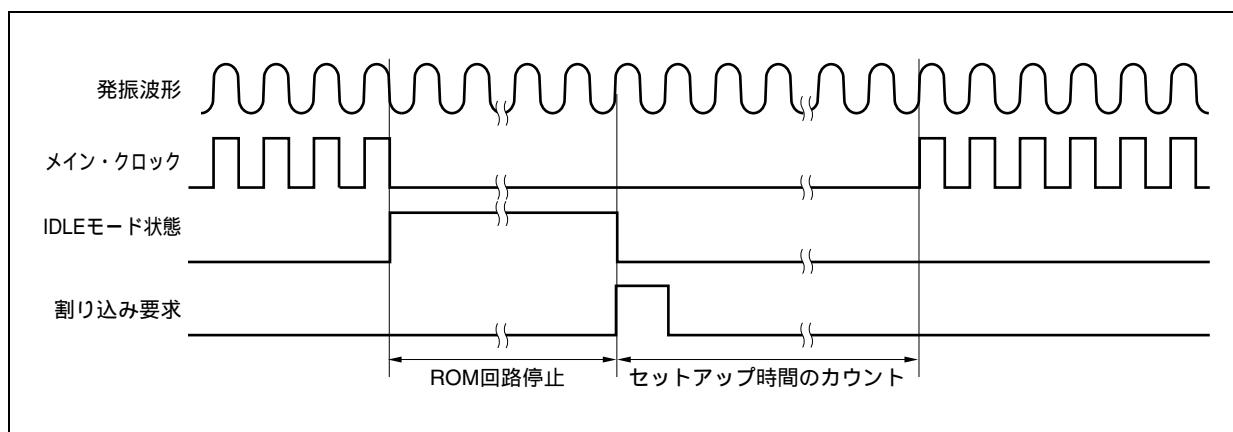 発振波形
メイン・クロック
IDLEモード状態
割り込み要求
ROM回路停止
セットアップ時間のカウント